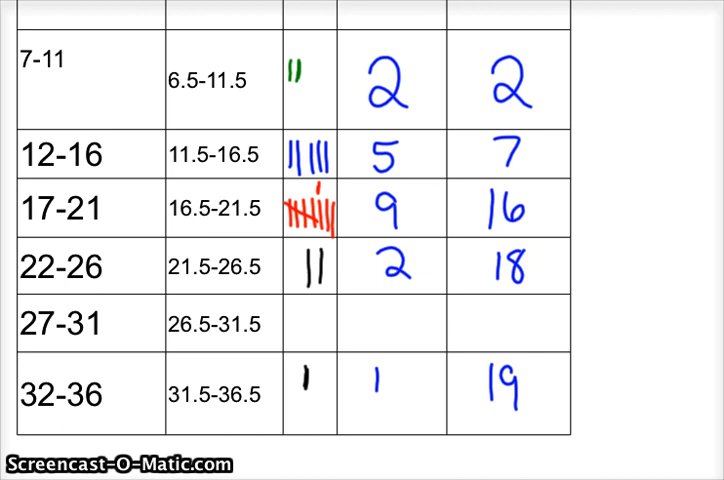 7-11 6.5-11.5 2 2
12-16 11.5-16.5 5 7
17-21 16.5-21.5 9 16
22-26 21.5-26.5 2 18
27-31 26.5-31.5
32-36 31.5-36.5 1 19
Screencast-O-Matic.com